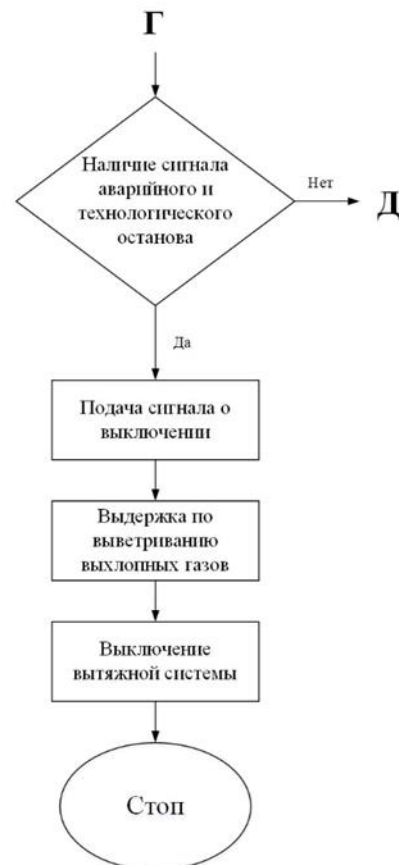 Г
Наличие сигнала
аварийного и
технологического
останова
Нет
Д
Да
Подача сигнала о
выключении
Выдержка по
выветриванию
выхлопных газов
Выключение
вытяжной системы
Стоп